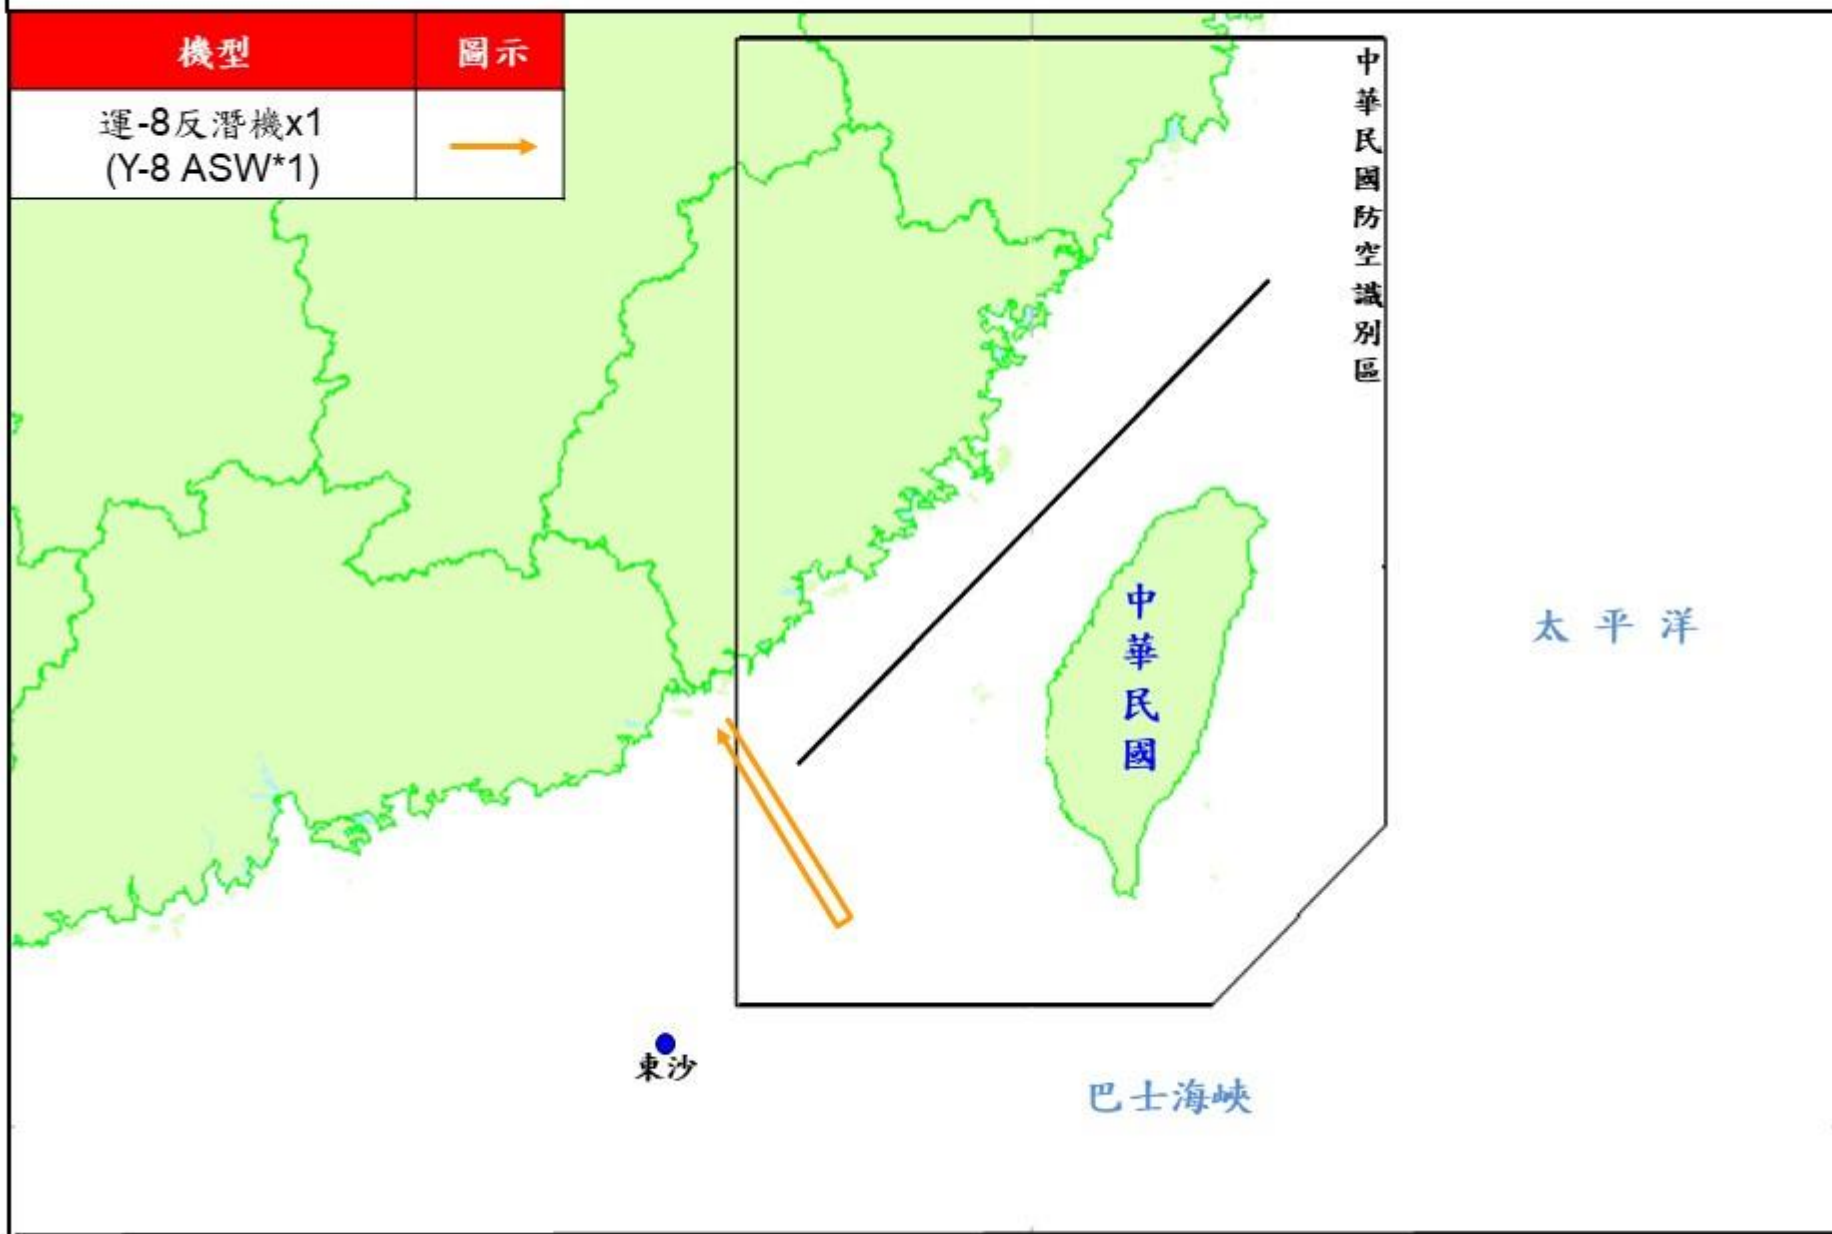 機型
圖示
運-8反潛機x1
(Y-8 ASW*1)
中華民國防空識別區
中華民國
太平洋
東沙
巴士海峽